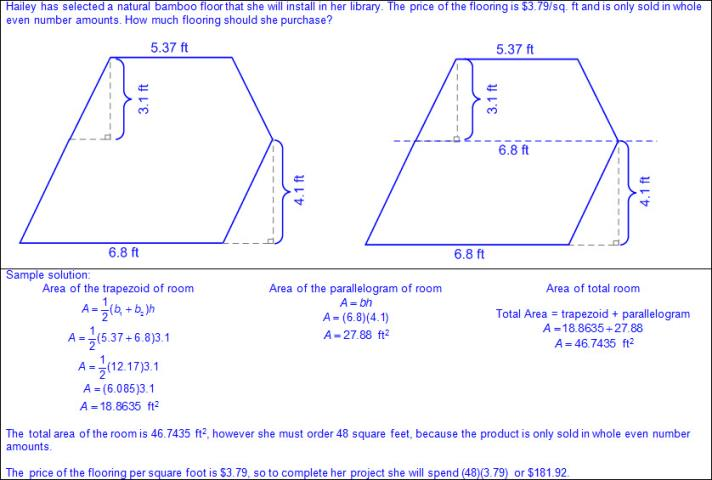 Hailey has selected a natural bamboo floor that she will install in her library. The price of the flooring is $3.79/sq. ft and is only sold in whole
even number amounts. How much flooring should she purchase?
5.37 ft
3.1 ft
4.1 ft
6.8 ft
5.37 ft
3.1 ft
6.8 ft
4.1 ft
6.8 ft
Sample solution:
Area of the trapezoid of room
A = 1/2(b₁ + b₂)h
A = 1/2(5.37 + 6.8)3.1
A = 1/2(12.17)3.1
A = (6.085)3.1
A = 18.8635 ft²
Area of the parallelogram of room
A = bh
A = (6.8)(4.1)
A = 27.88 ft²
Area of total room
Total Area = trapezoid + parallelogram
A = 18.8635 + 27.88
A = 46.7435 ft²
The total area of the room is 46.7435 ft², however she must order 48 square feet, because the product is only sold in whole even number
amounts.
The price of the flooring per square foot is $3.79, so to complete her project she will spend (48)(3.79) or $181.92.